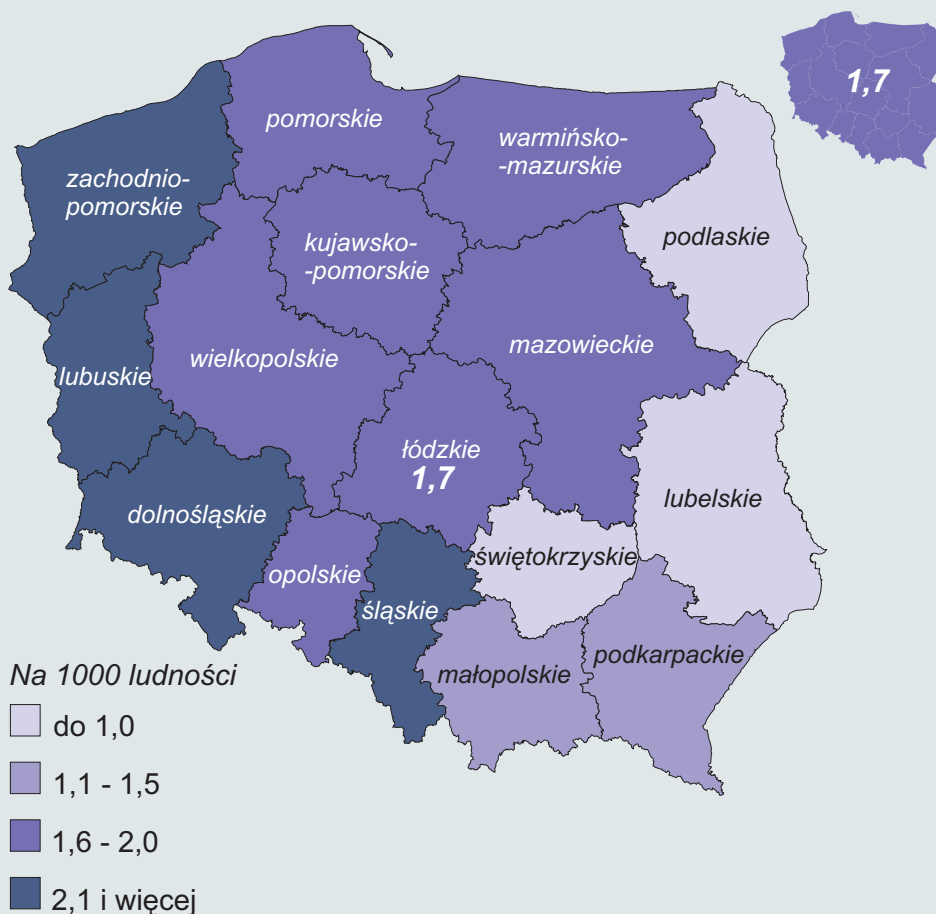 1,7
pomorskie
warmińsko-
-mazurskie
zachodnio-
pomorskie
podlaskie
kujawsko-
-pomorskie
mazowieckie
wielkopolskie
lubuskie
łódzkie
1,7
lubelskie
dolnośląskie
świętokrzyskie
opolskie
śląskie
podkarpackie
małopolskie
Na 1000 ludności
do 1,0
1,1 - 1,5
1,6 - 2,0
2,1 i więcej